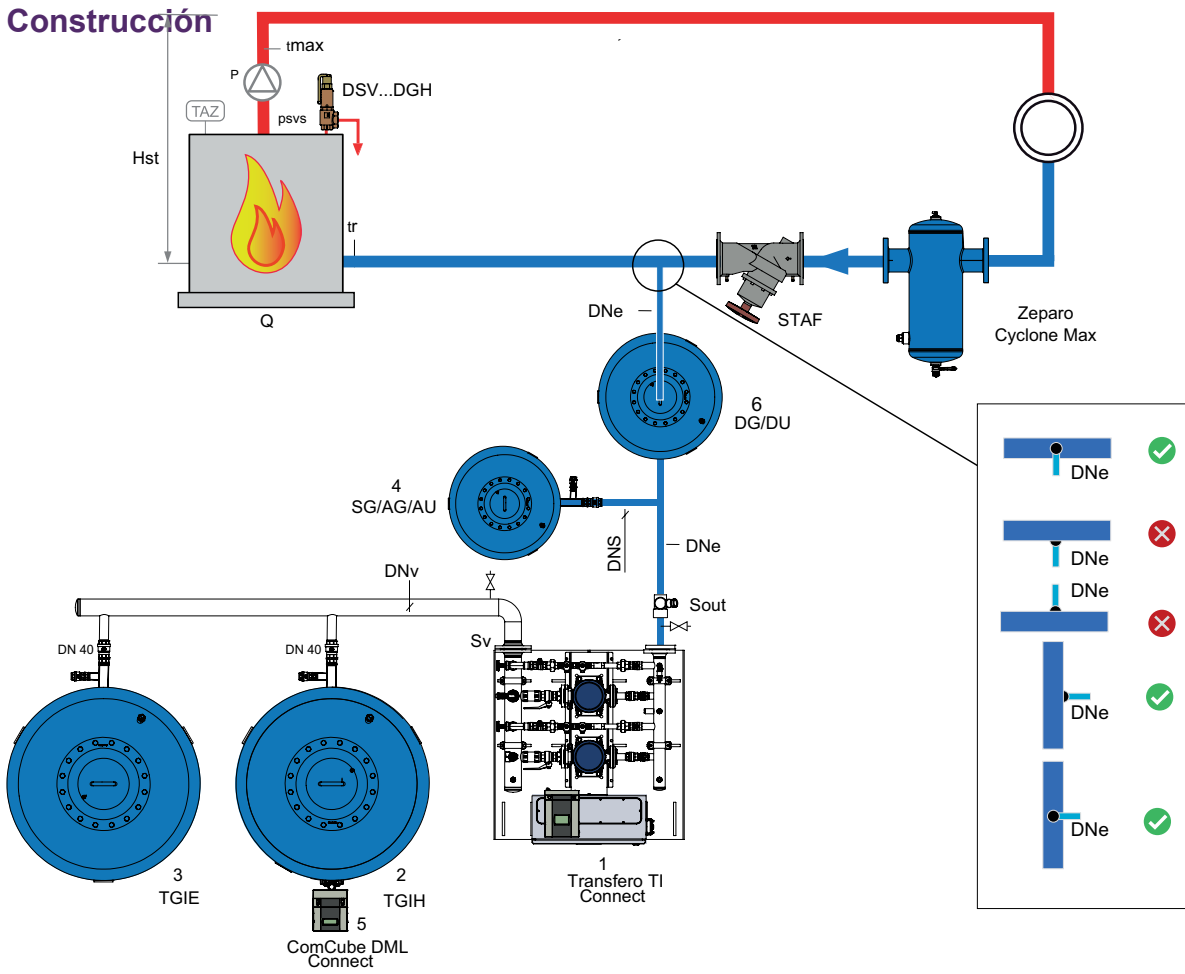 Construcción
tmax
P
DSV...DGH
TAZ
psvs
Hst
tr
Q
DNe
STAF
Zeparo
Cyclone Max
6
DG/DU
4
SG/AG/AU
DNS
DNe
DNv
Sout
Sv
DN 40
DN 40
3
TGIE
2
TGIH
5
ComCube DML
Connect
1
Transfero TI
Connect
DNe
DNe
DNe
DNe
DNe